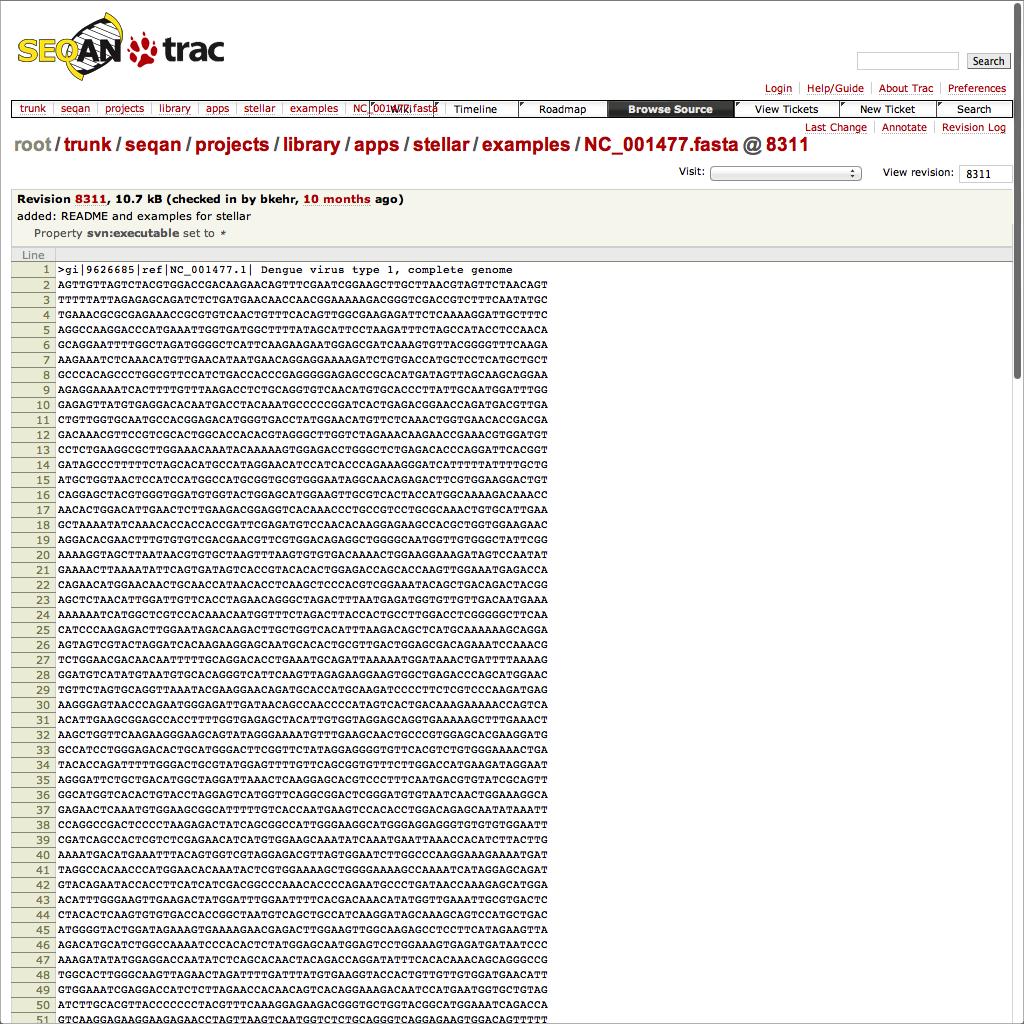 SEQAN trac
Search
Login Help/Guide About Trac Preferences
trunk seqan projects library apps stellar examples NC_001477.fasta Wiki Timeline Roadmap Browse Source View Tickets New Ticket Search
Last Change Annotate Revision Log
root/trunk/seqan/projects/library/apps/stellar/examples/NC_001477.fasta @ 8311
Visit: View revision: 8311
Revision 8311, 10.7 kB (checked in by bkehr, 10 months ago)
added: README and examples for stellar
Property svn:executable set to *
Line
1 >gi|9626685|ref|NC_001477.1| Dengue virus type 1, complete genome
2 AGTTGTTAGTCTACGTGGACCGACAAGAACAGTTTCGAATCGGAAGCTTGCTTAACGTAGTTCTAACAGT
3 TTTTTATTAGAGAGCAGATCTCTGATGAACAACCAACGGAAAAAGACGGGTCGACCGTCTTTCAATATGC
4 TGAAACGCGCGAGAAACCGCGTGTCAACTGTTTCACAGTTGGCGAAGAGATTCTCAAAAGGATTGCTTTC
5 AGGCCAAGGACCCATGAAATTGGTGATGGCTTTTATAGCATTCCTAAGATTTCTAGCCATACCTCCAACA
6 GCAGGAATTTTGGCTAGATGGGGCTCATTCAAGAAGAATGGAGCGATCAAAGTGTTACGGGGTTTCAAGA
7 AAGAAATCTCAAACATGTTGAACATAATGAACAGGAGGAAAAGATCTGTGACCATGCTCCTCATGCTGCT
8 GCCCACAGCCCTGGCGTTCCATCTGACCACCCGAGGGGGAGAGCCGCACATGATAGTTAGCAAGCAGGAA
9 AGAGGAAAATCACTTTTGTTTAAGACCTCTGCAGGTGTCAACATGTGCACCCTTATTGCAATGGATTTGG
10 GAGAGTTATGTGAGGACACAATGACCTACAAATGCCCCCGGATCACTGAGACGGAACCAGATGACGTTGA
11 CTGTTGGTGCAATGCCACGGAGACATGGGTGACCTATGGAACATGTTCTCAAACTGGTGAACACCGACGA
12 GACAAACGTTCCGTCGCACTGGCACCACACGTAGGGCTTGGTCTAGAAACAAGAACCGAAACGTGGATGT
13 CCTCTGAAGGCGCTTGGAAACAAATACAAAAAGTGGAGACCTGGGCTCTGAGACACCCAGGATTCACGGT
14 GATAGCCCTTTTTCTAGCACATGCCATAGGAACATCCATCACCCAGAAAGGGATCATTTTTATTTTGCTG
15 ATGCTGGTAACTCCATCCATGGCCATGCGGTGCGTGGGAATAGGCAACAGAGACTTCGTGGAAGGACTGT
16 CAGGAGCTACGTGGGTGGATGTGGTACTGGAGCATGGAAGTTGCGTCACTACCATGGCAAAAGACAAACC
17 AACACTGGACATTGAACTCTTGAAGACGGAGGTCACAAACCCTGCCGTCCTGCGCAAACTGTGCATTGAA
18 GCTAAAATATCAAACACCACCACCGATTCGAGATGTCCAACACAAGGAGAAGCCACGCTGGTGGAAGAAC
19 AGGACACGAACTTTGTGTGTCGACGAACGTTCGTGGACAGAGGCTGGGGCAATGGTTGTGGGCTATTCGG
20 AAAAGGTAGCTTAATAACGTGTGCTAAGTTTAAGTGTGTGACAAAACTGGAAGGAAAGATAGTCCAATAT
21 GAAAACTTAAAATATTCAGTGATAGTCACCGTACACACTGGAGACCAGCACCAAGTTGGAAATGAGACCA
22 CAGAACATGGAACAACTGCAACCATAACACCTCAAGCTCCCACGTCGGAAATACAGCTGACAGACTACGG
23 AGCTCTAACATTGGATTGTTCACCTAGAACAGGGCTAGACTTTAATGAGATGGTGTTGTTGACAATGAAA
24 AAAAAATCATGGCTCGTCCACAAACAATGGTTTCTAGACTTACCACTGCCTTGGACCTCGGGGGCTTCAA
25 CATCCCAAGAGACTTGGAATAGACAAGACTTGCTGGTCACATTTAAGACAGCTCATGCAAAAAAGCAGGA
26 AGTAGTCGTACTAGGATCACAAGAAGGAGCAATGCACACTGCGTTGACTGGAGCGACAGAAATCCAAACG
27 TCTGGAACGACAACAATTTTTGCAGGACACCTGAAATGCAGATTAAAAATGGATAAACTGATTTTAAAAG
28 GGATGTCATATGTAATGTGCACAGGGTCATTCAAGTTAGAGAAGGAAGTGGCTGAGACCCAGCATGGAAC
29 TGTTCTAGTGCAGGTTAAATACGAAGGAACAGATGCACCATGCAAGATCCCCTTCTCGTCCCAAGATGAG
30 AAGGGAGTAACCCAGAATGGGAGATTGATAACAGCCAACCCCATAGTCACTGACAAAGAAAAACCAGTCA
31 ACATTGAAGCGGAGCCACCTTTTGGTGAGAGCTACATTGTGGTAGGAGCAGGTGAAAAAGCTTTGAAACT
32 AAGCTGGTTCAAGAAGGGAAGCAGTATAGGGAAAATGTTTGAAGCAACTGCCCGTGGAGCACGAAGGATG
33 GCCATCCTGGGAGACACTGCATGGGACTTCGGTTCTATAGGAGGGGTGTTCACGTCTGTGGGAAAACTGA
34 TACACCAGATTTTTGGGACTGCGTATGGAGTTTTGTTCAGCGGTGTTTCTTGGACCATGAAGATAGGAAT
35 AGGGATTCTGCTGACATGGCTAGGATTAAACTCAAGGAGCACGTCCCTTTCAATGACGTGTATCGCAGTT
36 GGCATGGTCACACTGTACCTAGGAGTCATGGTTCAGGCGGACTCGGGATGTGTAATCAACTGGAAAGGCA
37 GAGAACTCAAATGTGGAAGCGGCATTTTTGTCACCAATGAAGTCCACACCTGGACAGAGCAATATAAATT
38 CCAGGCCGACTCCCCTAAGAGACTATCAGCGGCCATTGGGAAGGCATGGGAGGAGGGTGTGTGTGGAATT
39 CGATCAGCCACTCGTCTCGAGAACATCATGTGGAAGCAAATATCAAATGAATTAAACCACATCTTACTTG
40 AAAATGACATGAAATTTACAGTGGTCGTAGGAGACGTTAGTGGAATCTTGGCCCAAGGAAAGAAAATGAT
41 TAGGCCACAACCCATGGAACACAAATACTCGTGGAAAAGCTGGGGAAAAGCCAAAATCATAGGAGCAGAT
42 GTACAGAATACCACCTTCATCATCGACGGCCCAAACACCCCAGAATGCCCTGATAACCAAAGAGCATGGA
43 ACATTTGGGAAGTTGAAGACTATGGATTTGGAATTTTCACGACAAACATATGGTTGAAATTGCGTGACTC
44 CTACACTCAAGTGTGTGACCACCGGCTAATGTCAGCTGCCATCAAGGATAGCAAAGCAGTCCATGCTGAC
45 ATGGGGTACTGGATAGAAAGTGAAAAGAACGAGACTTGGAAGTTGGCAAGAGCCTCCTTCATAGAAGTTA
46 AGACATGCATCTGGCCAAAATCCCACACTCTATGGAGCAATGGAGTCCTGGAAAGTGAGATGATAATCCC
47 AAAGATATATGGAGGACCAATATCTCAGCACAACTACAGACCAGGATATTTCACACAAACAGCAGGGCCG
48 TGGCACTTGGGCAAGTTAGAACTAGATTTTGATTTATGTGAAGGTACCACTGTTGTTGTGGATGAACATT
49 GTGGAAATCGAGGACCATCTCTTAGAACCACAACAGTCACAGGAAAGACAATCCATGAATGGTGCTGTAG
50 ATCTTGCACGTTACCCCCCCTACGTTTCAAAGGAGAAGACGGGTGCTGGTACGGCATGGAAATCAGACCA
51 GTCAAGGAGAAGGAAGAGAACCTAGTTAAGTCAATGGTCTCTGCAGGGTCAGGAGAAGTGGACAGTTTTT